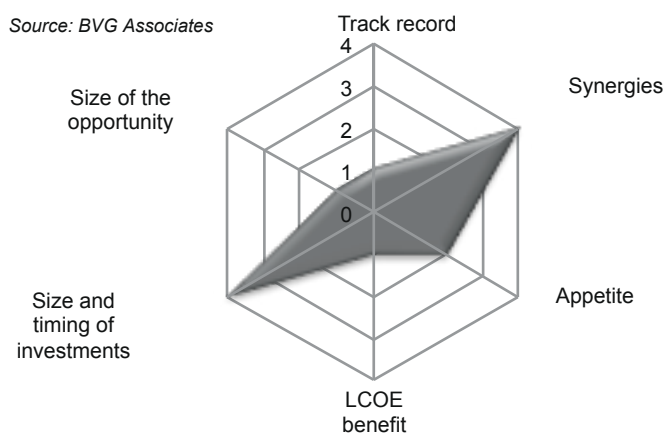 Source: BVG Associates
Track record
4
3
2
1
0
Synergies
Size of the
opportunity
Size and
timing of
investments
Appetite
LCOE
benefit